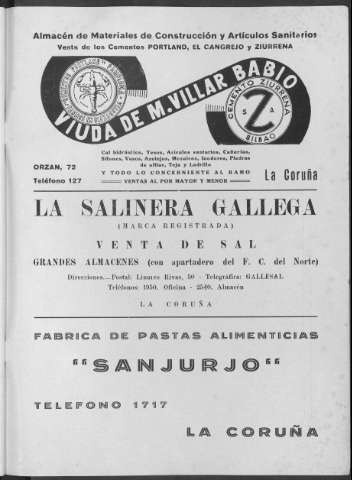 Almacén de Materiales de Construcción y Artículos Sanitarios
Venta de los Cementos PORTLAND, EL CANGREJO y ZIURRENA
VIUDA DE M. VILLAR BABIO
CEMENTO ZIURRENA
S. A.
Z
BILBAO
Cal hidráulica, Yesos, Azulejos sanitarios, Cañerías,
Sifones, Vasos, Azulejos, Mosaicos, Inodoros, Piedras
de afilar, Teja y Ladrillo
ORZAN, 72
Y TODO LO CONCERNIENTE AL RAMO
Teléfono 127
VENTAS AL POR MAYOR Y MENOR
La Coruña
LA SALINERA GALLEGA
(MARCA REGISTRADA)
VENTA DE SAL
GRANDES ALMACENES (con apartadero del F. C. del Norte)
Direcciones.—Postal: Linares Rivas, 50 - Telegráfica: GALLESAL
Teléfonos 1950, Oficina - 2540, Almacén
LA CORUÑA
FABRICA DE PASTAS ALIMENTICIAS
"SANJURJO"
TELEFONO 1717
LA CORUÑA